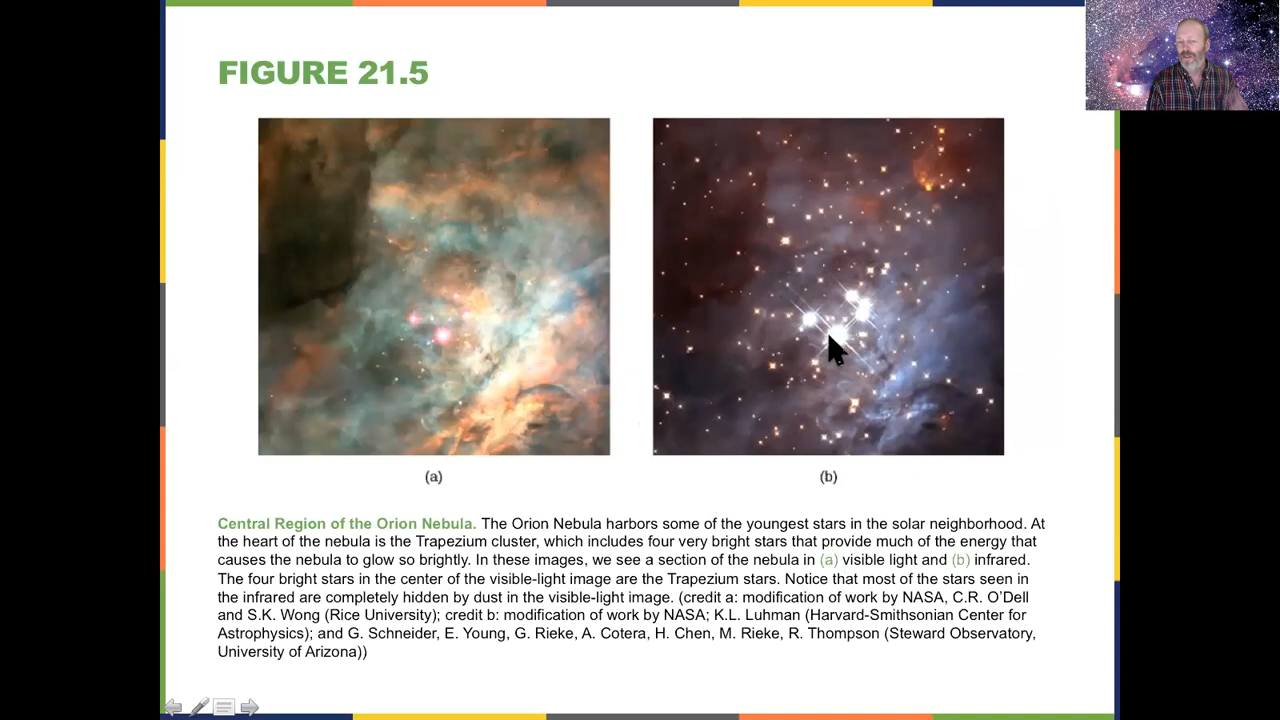 FIGURE 21.5
(a)
(b)
Central Region of the Orion Nebula. The Orion Nebula harbors some of the youngest stars in the solar neighborhood. At
the heart of the nebula is the Trapezium cluster, which includes four very bright stars that provide much of the energy that
causes the nebula to glow so brightly. In these images, we see a section of the nebula in (a) visible light and (b) infrared.
The four bright stars in the center of the visible-light image are the Trapezium stars. Notice that most of the stars seen in
the infrared are completely hidden by dust in the visible-light image. (credit a: modification of work by NASA, C.R. O’Dell
and S.K. Wong (Rice University); credit b: modification of work by NASA; K.L. Luhman (Harvard-Smithsonian Center for
Astrophysics); and G. Schneider, E. Young, G. Rieke, A. Cotera, H. Chen, M. Rieke, R. Thompson (Steward Observatory,
University of Arizona))